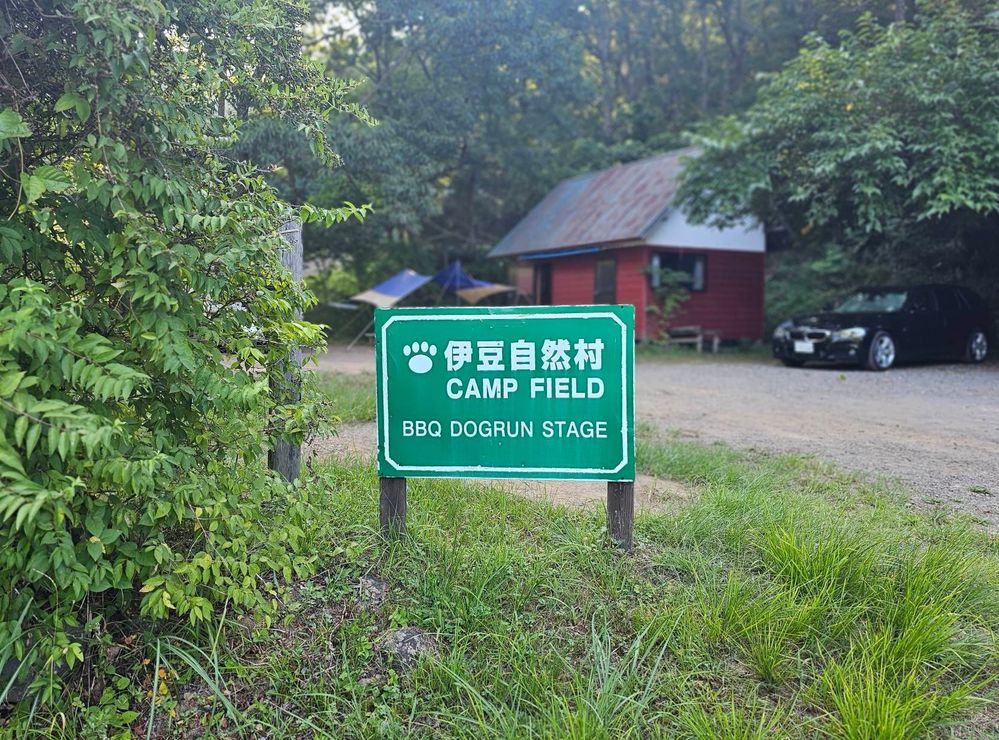 伊豆自然村
CAMP FIELD
BBQ DOGRUN STAGE